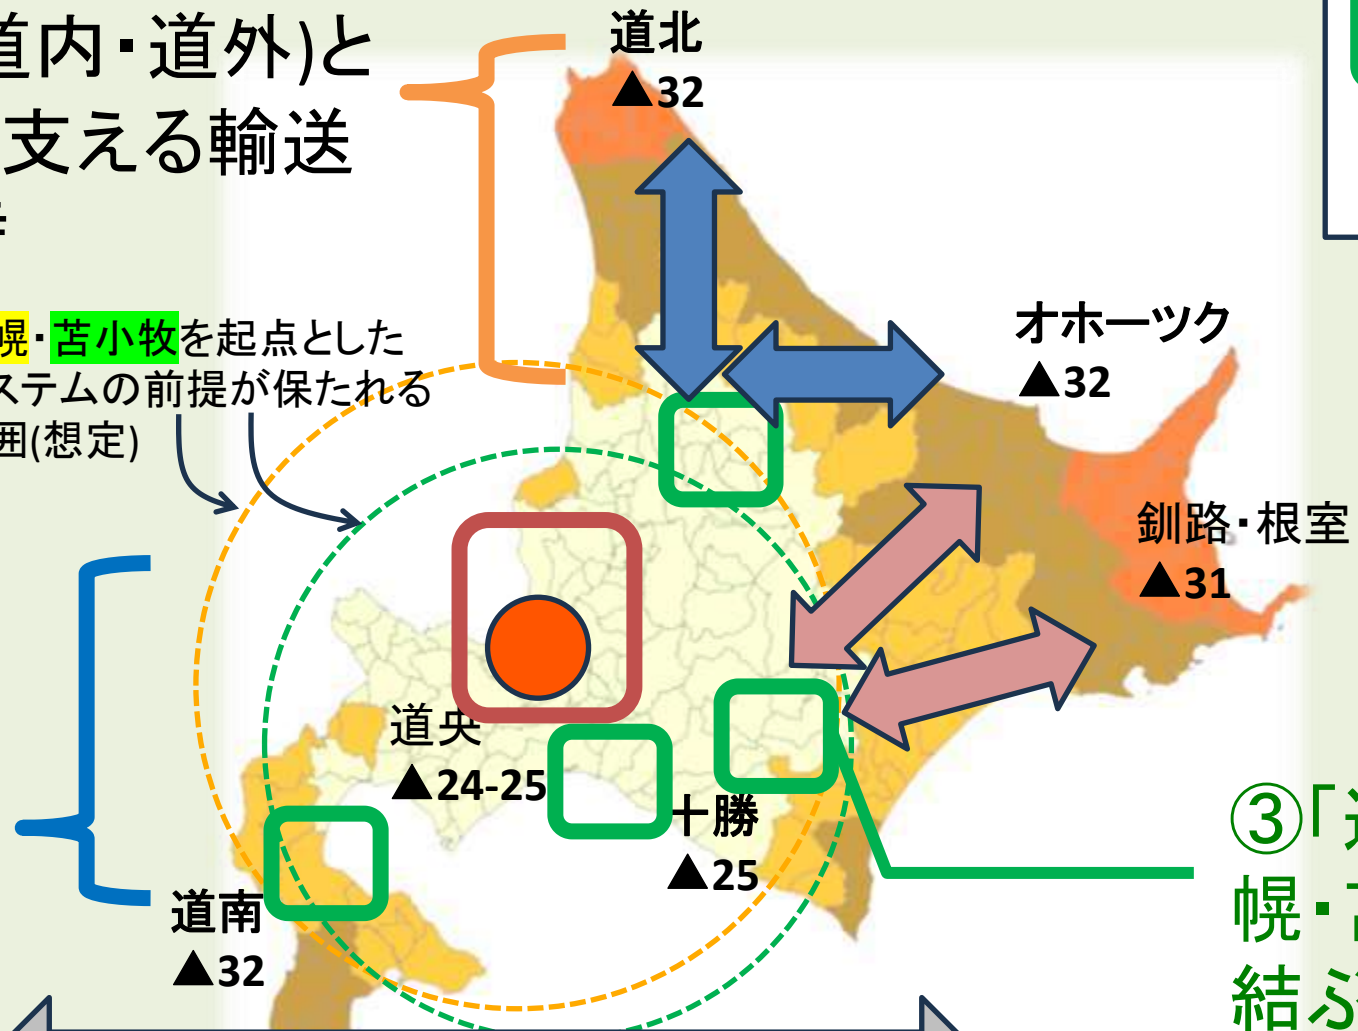 道内・道外)と
支える輸送
道北
▲32
幌・苫小牧を起点とした
ステムの前提が保たれる
囲(想定)
オホーツク
▲32
釧路・根室
▲31
道央
▲24-25
十勝
▲25
道南
▲32
③「
幌・
結ぶ